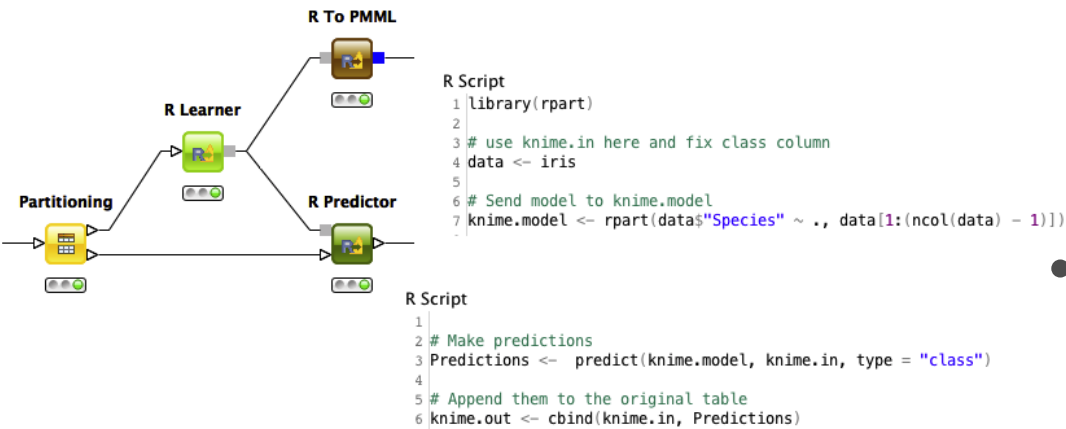 R To PMML
R Learner
Partitioning
R Predictor
R Script
1 library(rpart)
2
3 # use knime.in here and fix class column
4 data <- iris
5
6 # Send model to knime.model
7 knime.model <- rpart(data$"Species" ~ ., data[1:(ncol(data) - 1)])
R Script
1
2 # Make predictions
3 Predictions <-  predict(knime.model, knime.in, type = "class")
4
5 # Append them to the original table
6 knime.out <- cbind(knime.in, Predictions)